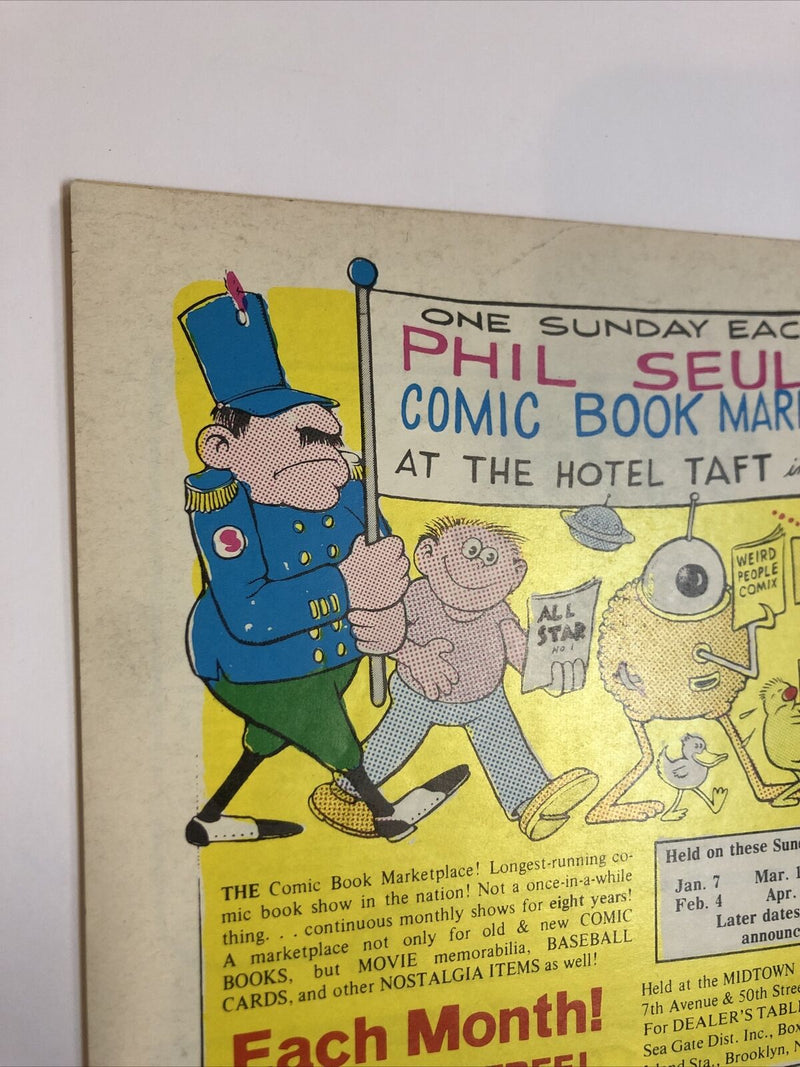 ONE SUNDAY EAC
PHIL SEUL
COMIC BOOK MAR
AT THE HOTEL TAFT in
S
ALL
STAR
NO 1
WEIRD
PEOPLE
COMIX
THE Comic Book Marketplace! Longest-running co-
mic book show in the nation! Not a once-in-a-while
thing. . . continuous monthly shows for eight years!
A marketplace not only for old & new COMIC
BOOKS, but MOVIE memorabilia, BASEBALL
CARDS, and other NOSTALGIA ITEMS as well!
Each Month!
Held on these Sun
Jan. 7 Mar. 1
Feb. 4 Apr.
Later dates
announc
Held at the MIDTOWN
7th Avenue & 50th Stree
For DEALER'S TABL
Sea Gate Dist. Inc., Box
Sta., Brooklyn, N